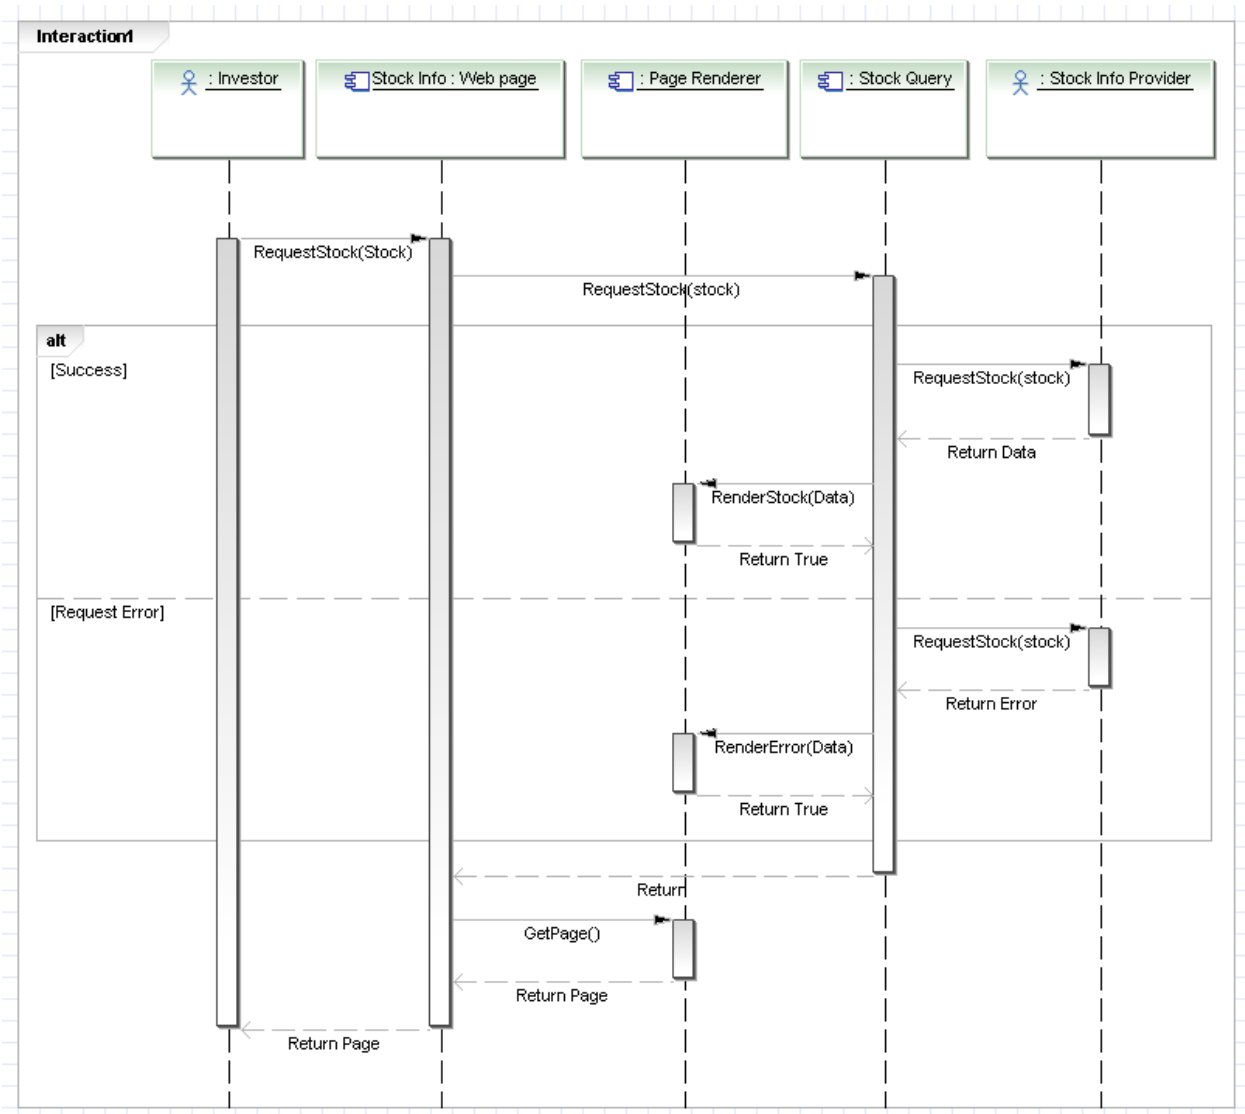 Interaction1
: Investor
Stock Info : Web page
: Page Renderer
: Stock Query
: Stock Info Provider
RequestStock(Stock)
RequestStock(stock)
alt
[Success]
RequestStock(stock)
Return Data
RenderStock(Data)
Return True
[Request Error]
RequestStock(stock)
Return Error
RenderError(Data)
Return True
Return
GetPage()
Return Page
Return Page